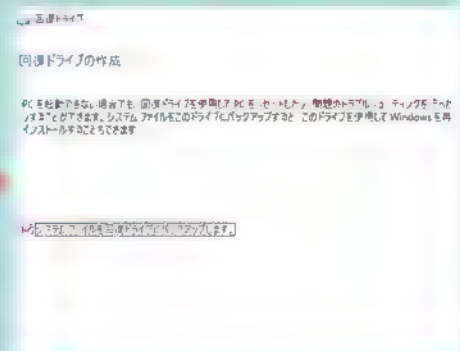 回復ドライブ
回復ドライブの作成
PC を起動できない場合でも、回復ドライブを使用して PC をリセットしたり、問題のトラブルシューティングを行った
りすることができます。システム ファイルをこのドライブにバックアップすると、このドライブを使用して Windows を再
インストールすることもできます
システム ファイルを回復ドライブにバックアップします。